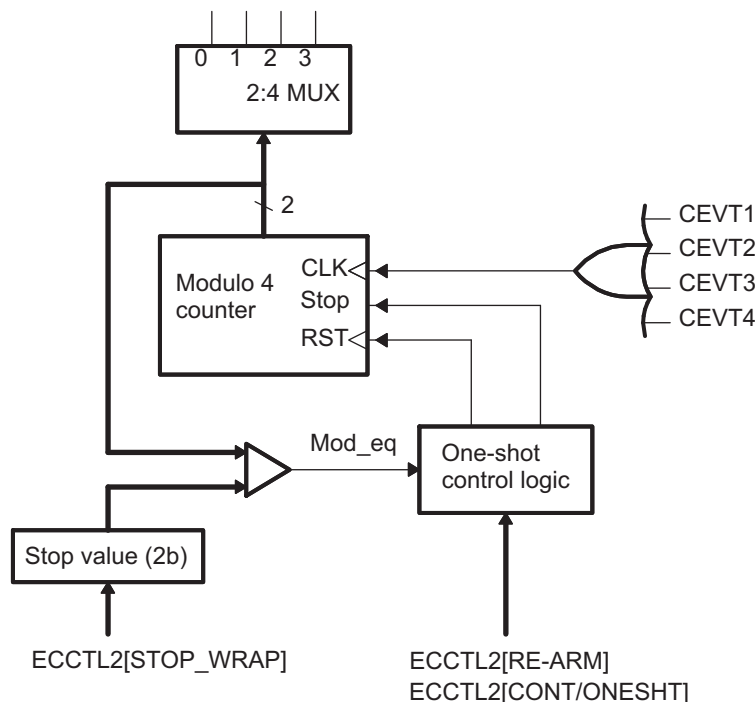 0 1 2 3
2:4 MUX
2
CEVT1
CEVT2
CEVT3
CEVT4
Modulo 4
counter
CLK
Stop
RST
Mod_eq
One-shot
control logic
Stop value (2b)
ECCTL2[STOP_WRAP]
ECCTL2[RE-ARM]
ECCTL2[CONT/ONESHT]